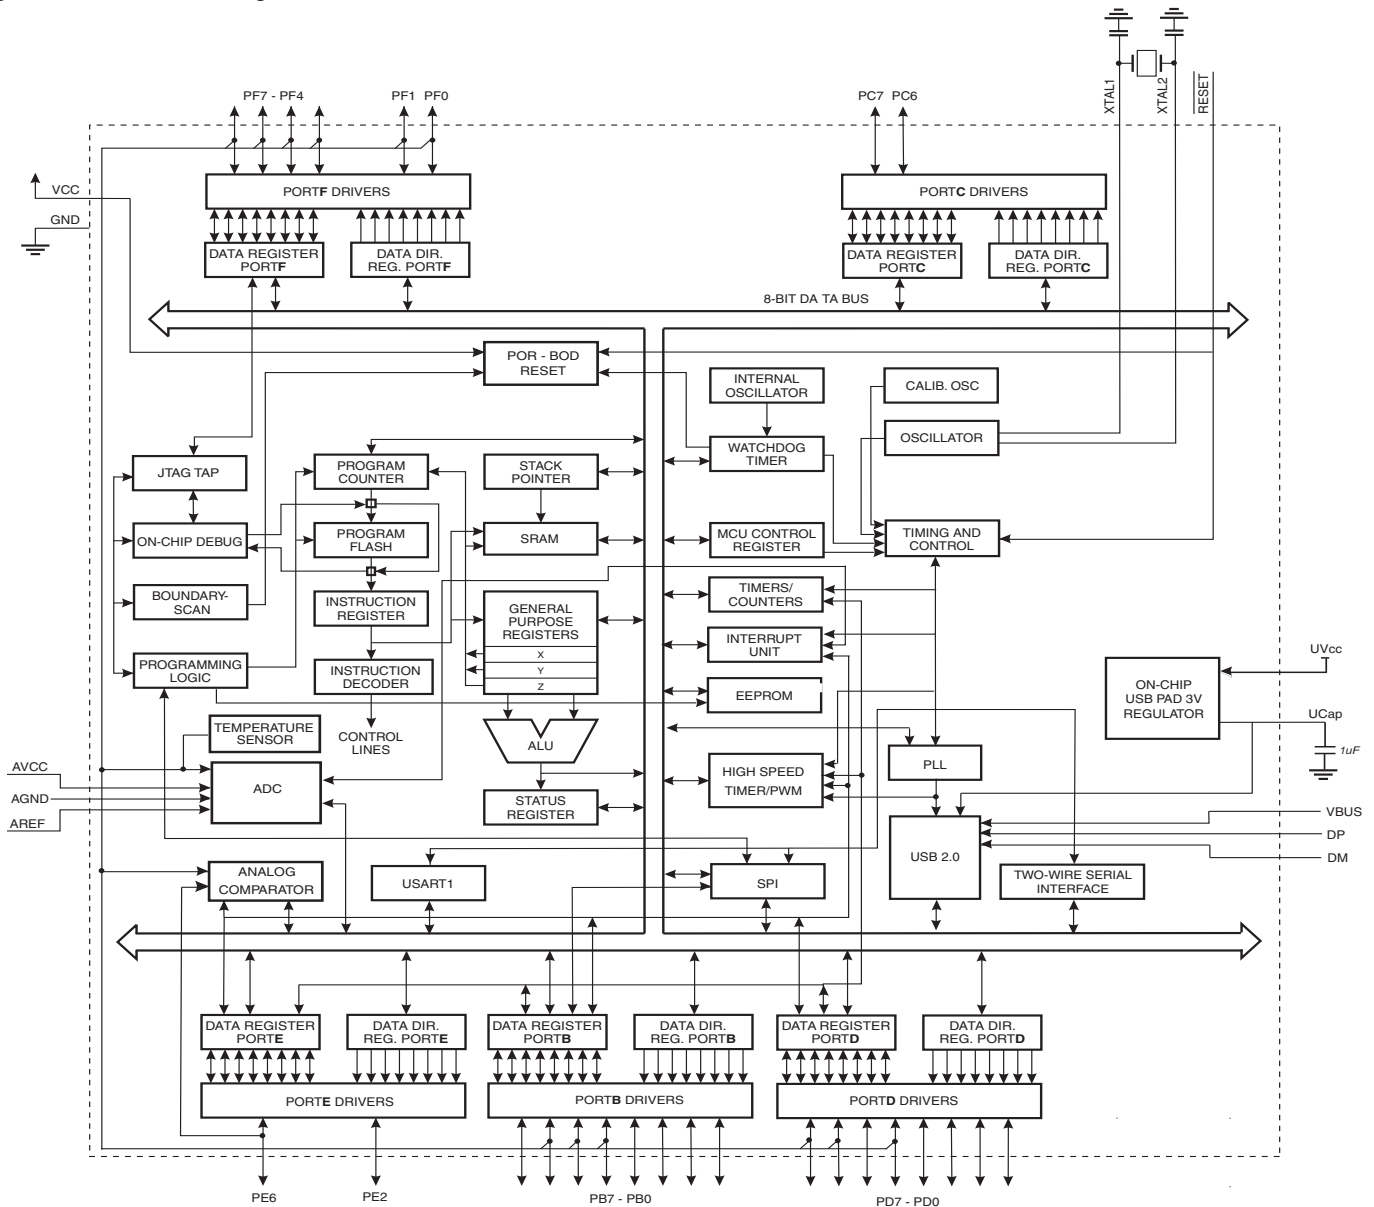 PF7 - PF4
PF1
PF0
PC7
PC6
XTAL1
XTAL2
RESET
VCC
GND
PORTF DRIVERS
PORTC DRIVERS
DATA REGISTER
PORTF
DATA DIR.
REG. PORTF
DATA REGISTER
PORTC
DATA DIR.
REG. PORTC
8-BIT DA TA BUS
POR - BOD
RESET
INTERNAL
OSCILLATOR
CALIB. OSC
OSCILLATOR
WATCHDOG
TIMER
JTAG TAP
PROGRAM
COUNTER
STACK
POINTER
ON-CHIP DEBUG
PROGRAM
FLASH
SRAM
MCU CONTROL
REGISTER
TIMING AND
CONTROL
BOUNDARY-
SCAN
INSTRUCTION
REGISTER
GENERAL
PURPOSE
REGISTERS
X
Y
Z
TIMERS/
COUNTERS
INTERRUPT
UNIT
PROGRAMMING
LOGIC
INSTRUCTION
DECODER
EEPROM
ON-CHIP
USB PAD 3V
REGULATOR
UVcc
UCap
1uF
TEMPERATURE
SENSOR
CONTROL
LINES
ALU
AVCC
AGND
AREF
ADC
STATUS
REGISTER
HIGH SPEED
TIMER/PWM
PLL
VBUS
DP
DM
ANALOG
COMPARATOR
USART1
SPI
USB 2.0
TWO-WIRE SERIAL
INTERFACE
DATA REGISTER
PORTE
DATA DIR.
REG. PORTE
DATA REGISTER
PORTB
DATA DIR.
REG. PORTB
DATA REGISTER
PORTD
DATA DIR.
REG. PORTD
PORTE DRIVERS
PORTB DRIVERS
PORTD DRIVERS
PE6
PE2
PB7 - PB0
PD7 - PD0